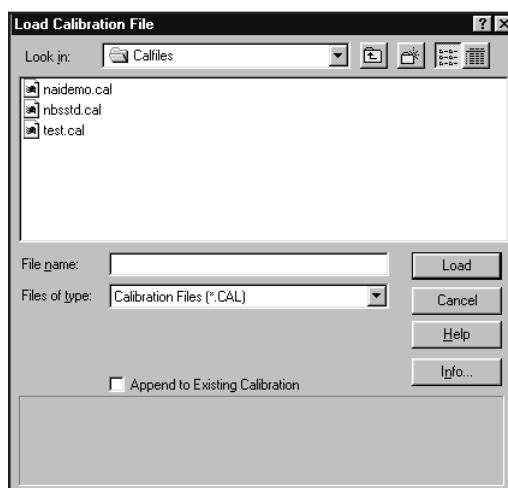 Load Calibration File
Look in: Calfiles
naidemo.cal
nbsstd.cal
test.cal
File name: Load
Files of type: Calibration Files (*.CAL) Cancel
Help
Info...
Append to Existing Calibration